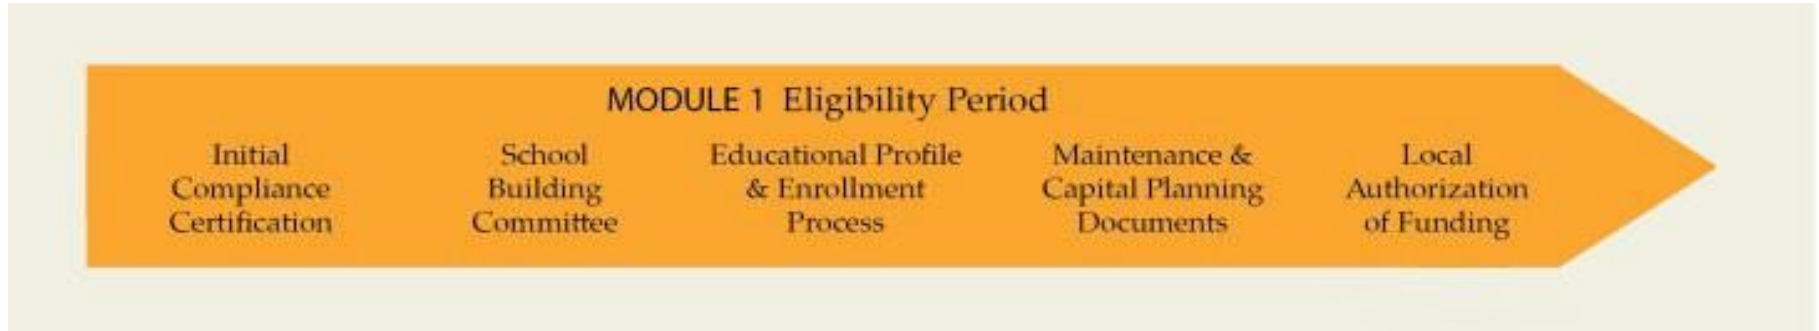 MODULE 1 Eligibility Period
Initial
Compliance
Certification
School
Building
Committee
Educational Profile
& Enrollment
Process
Maintenance &
Capital Planning
Documents
Local
Authorization
of Funding